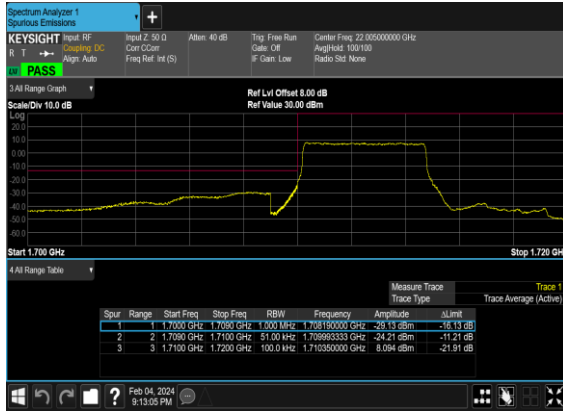 Spectrum Analyzer 1
Spurious Emissions
+
KEYSIGHT Input: RF Input Z: 50 Ω Atten: 40 dB Trig: Free Run Center Freq: 22.005000000 GHz
R T Coupling: DC Corr CCorr Gate: Off Avg|Hold: 100/100
Align: Auto Freq Ref: Int (S) IF Gain: Low Radio Std: None
PASS
3 All Range Graph
Ref Lvl Offset 8.00 dB
Scale/Div 10.0 dB Ref Value 30.00 dBm
Log
20.0
10.0
0.00
-10.0
-20.0
-30.0
-40.0
-50.0
-60.0
Start 1.700 GHz Stop 1.720 GH
4 All Range Table
Measure Trace Trace 1
Trace Type Trace Average (Active)
Spur Range Start Freq Stop Freq RBW Frequency Amplitude ΔLimit
1 1 1.7000 GHz 1.7090 GHz 1.000 MHz 1.708190000 GHz -29.13 dBm -16.13 dB
2 2 1.7090 GHz 1.7100 GHz 51.00 kHz 1.709993333 GHz -24.21 dBm -11.21 dB
3 3 1.7100 GHz 1.7200 GHz 100.0 kHz 1.710350000 GHz 8.094 dBm -21.91 dB
? Feb 04, 2024
9:13:05 PM